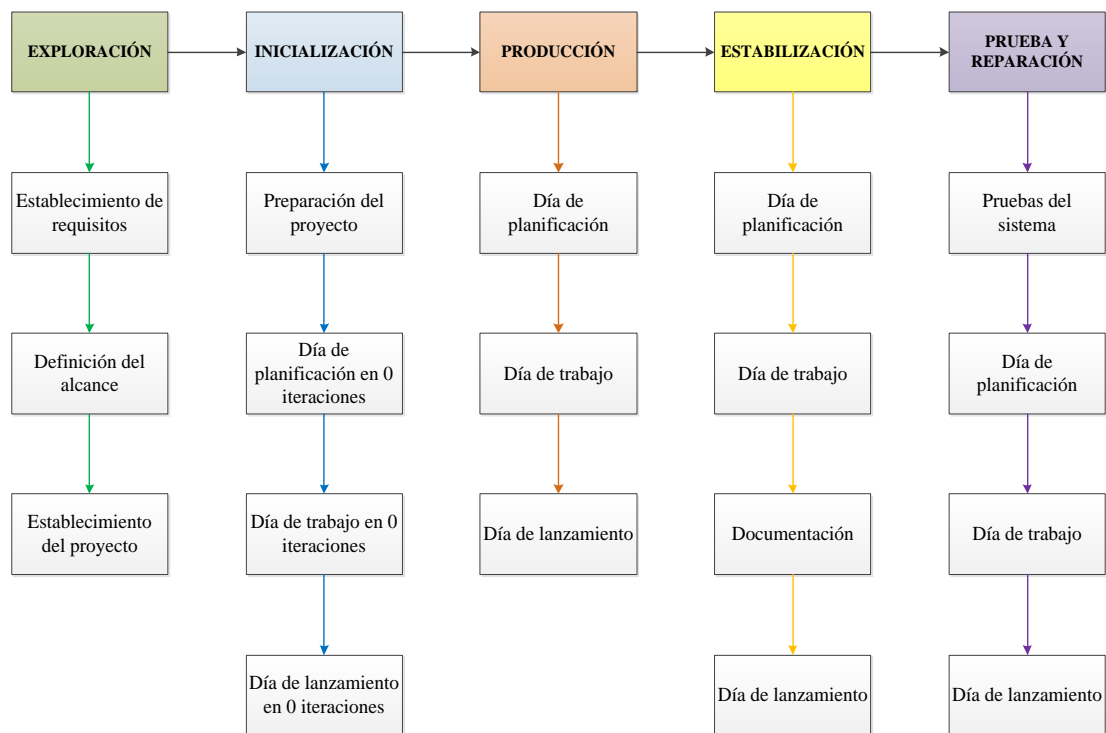 EXPLORACIÓN
INICIALIZACIÓN
PRODUCCIÓN
ESTABILIZACIÓN
PRUEBA Y
REPARACIÓN
Establecimiento de
requisitos
Preparación del
proyecto
Día de
planificación
Día de
planificación
Pruebas del
sistema
Definición del
alcance
Día de
planificación en 0
iteraciones
Día de trabajo
Día de trabajo
Día de
planificación
Establecimiento
del proyecto
Día de trabajo en 0
iteraciones
Día de lanzamiento
Documentación
Día de trabajo
Día de lanzamiento
en 0 iteraciones
Día de lanzamiento
Día de lanzamiento